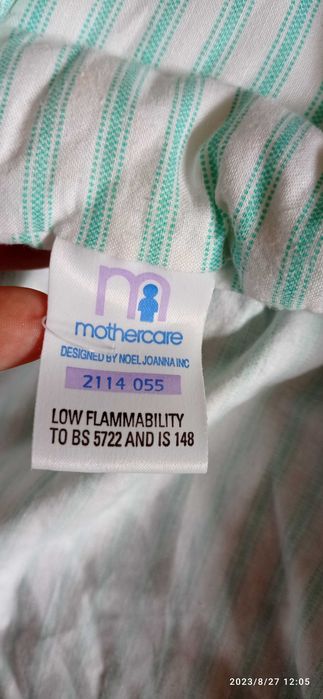 m
mothercare
DESIGNED BY NOEL JOANNA INC
2114 055
LOW FLAMMABILITY
TO BS 5722 AND IS 148
2023/8/27 12:05